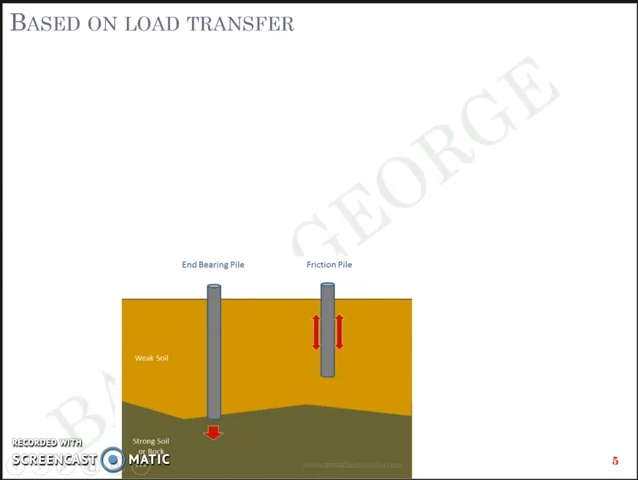 BASED ON LOAD TRANSFER
GEORGE
End Bearing Pile
Friction Pile
Weak Soil
Strong Soil
or Rock
RECORDED WITH
SCREENCAST MATIC
5